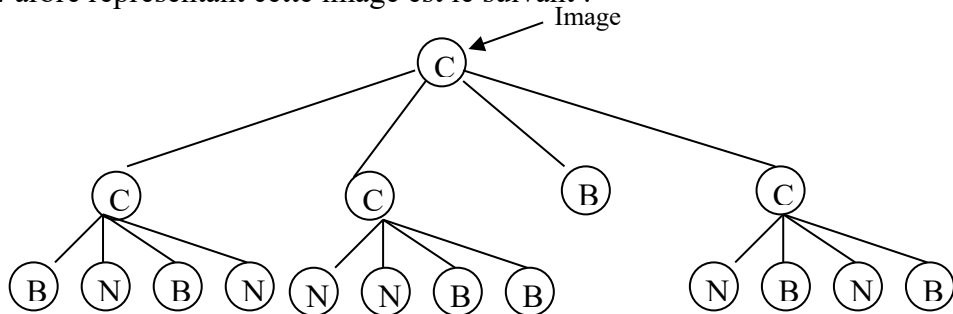 arbre représentant cette image est le suivant :
Image
C
C C B C
B N B N N N B B N B N B